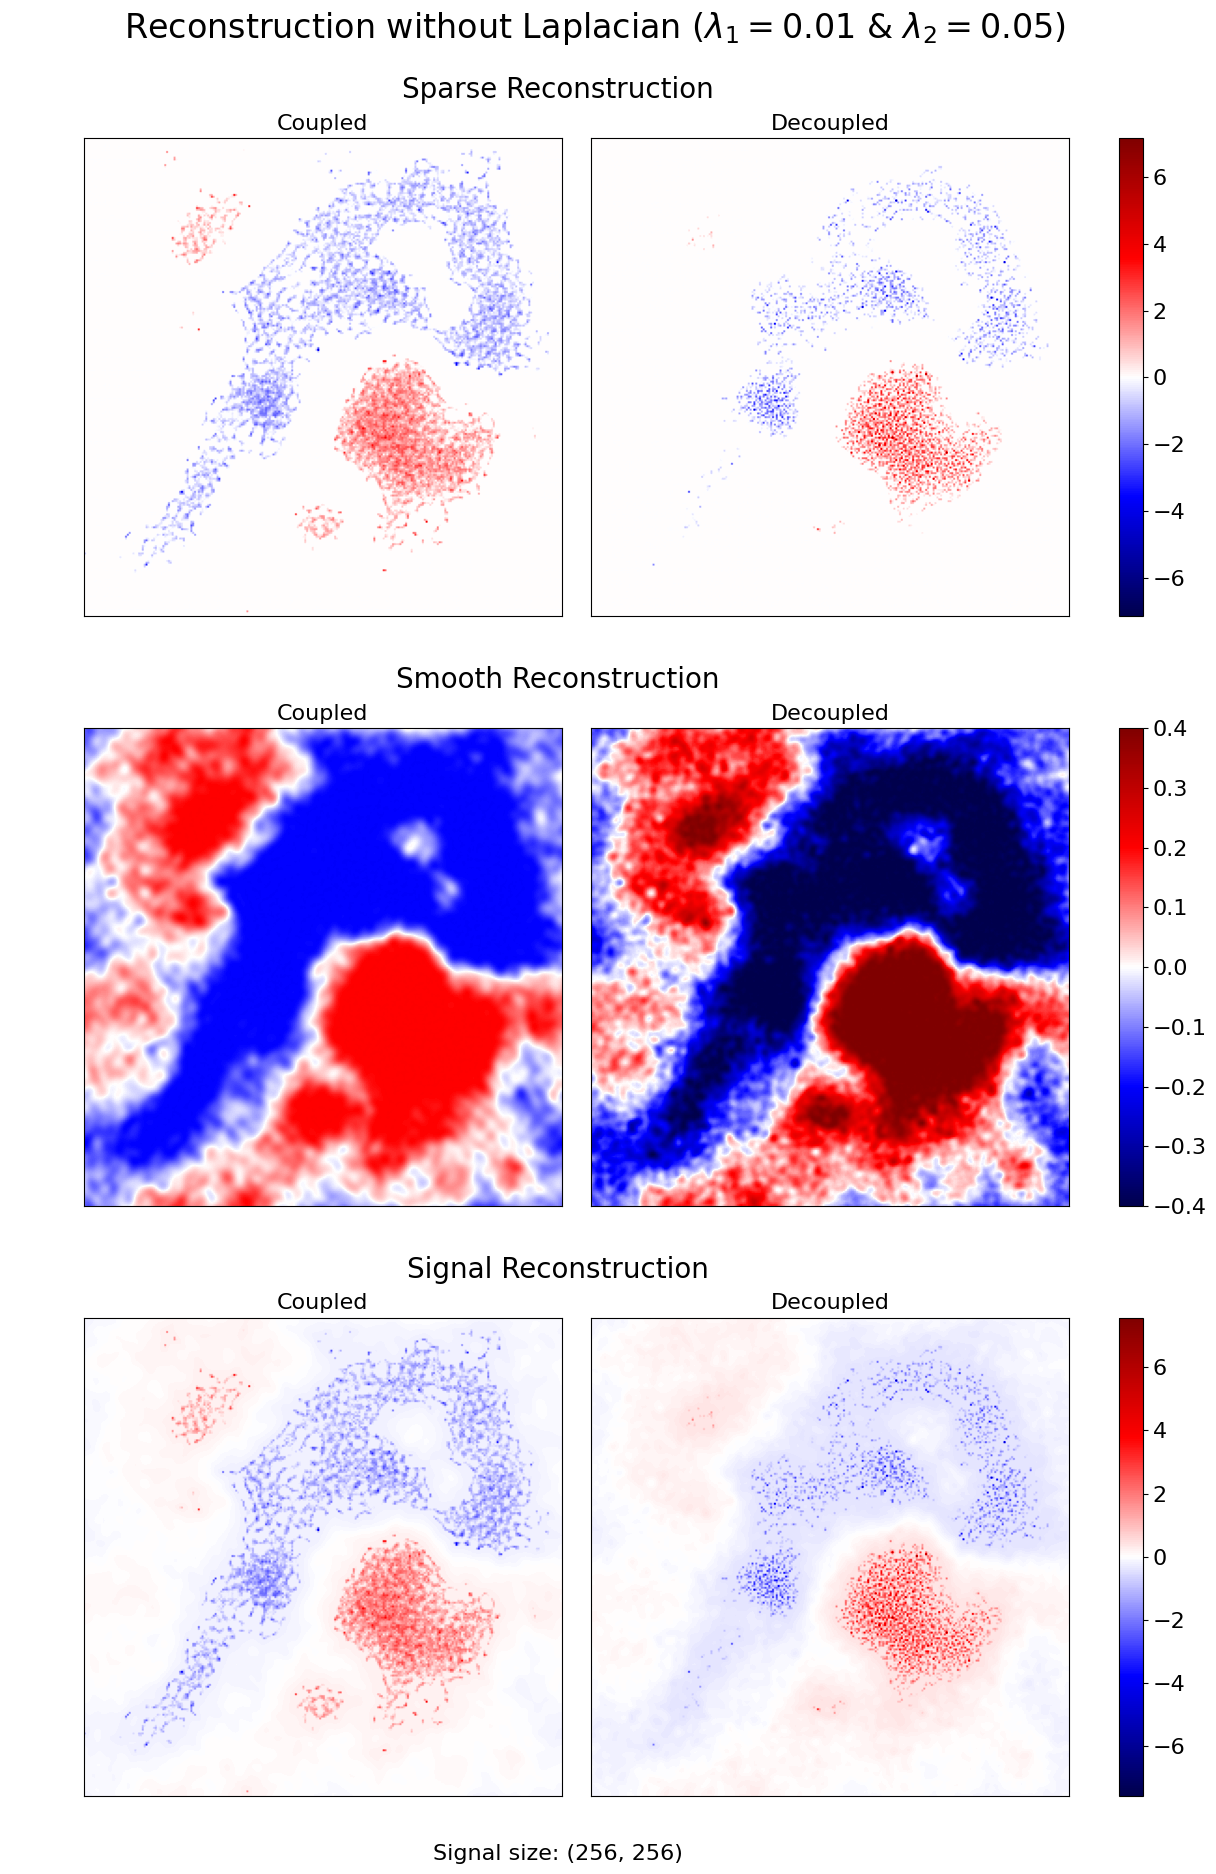 Reconstruction without Laplacian (λ₁ = 0.01 & λ₂ = 0.05)
Sparse Reconstruction
Coupled
Decoupled
6
4
2
0
−2
−4
−6
Smooth Reconstruction
Coupled
Decoupled
0.4
0.3
0.2
0.1
0.0
−0.1
−0.2
−0.3
−0.4
Signal Reconstruction
Coupled
Decoupled
6
4
2
0
−2
−4
−6
Signal size: (256, 256)